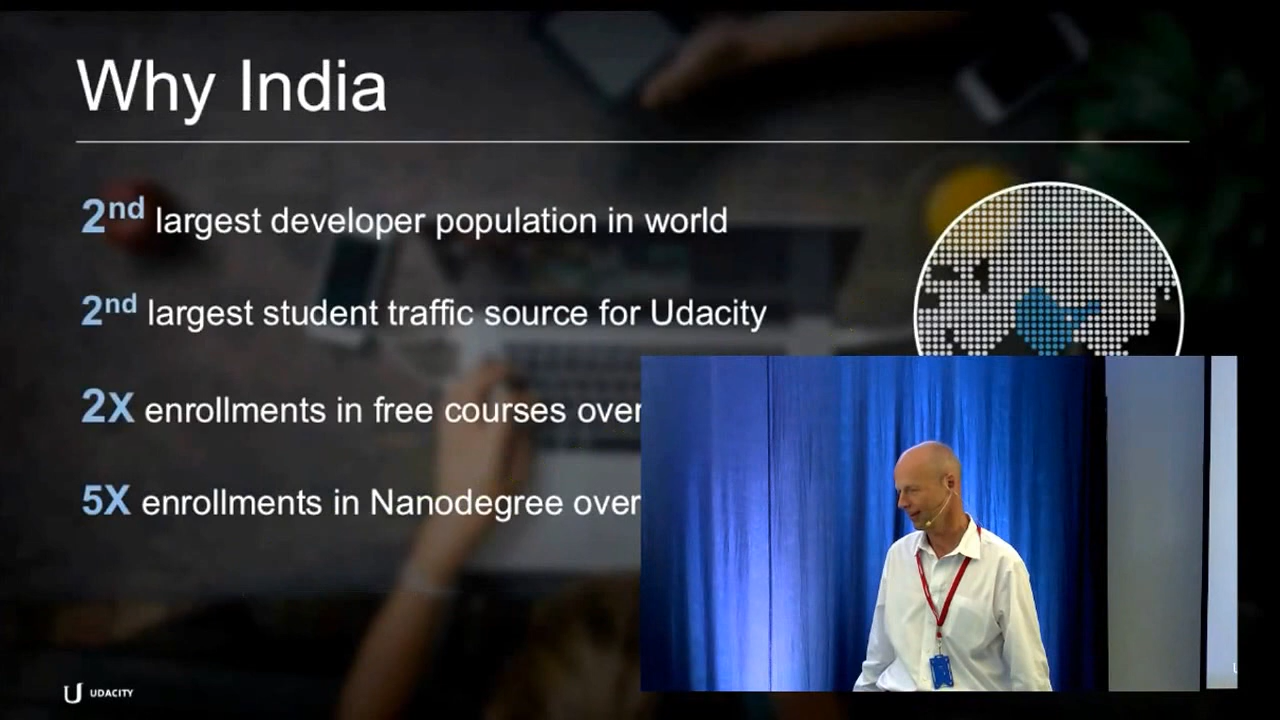 Why India
2nd largest developer population in world
2nd largest student traffic source for Udacity
2X enrollments in free courses over
5X enrollments in Nanodegree over
UDACITY